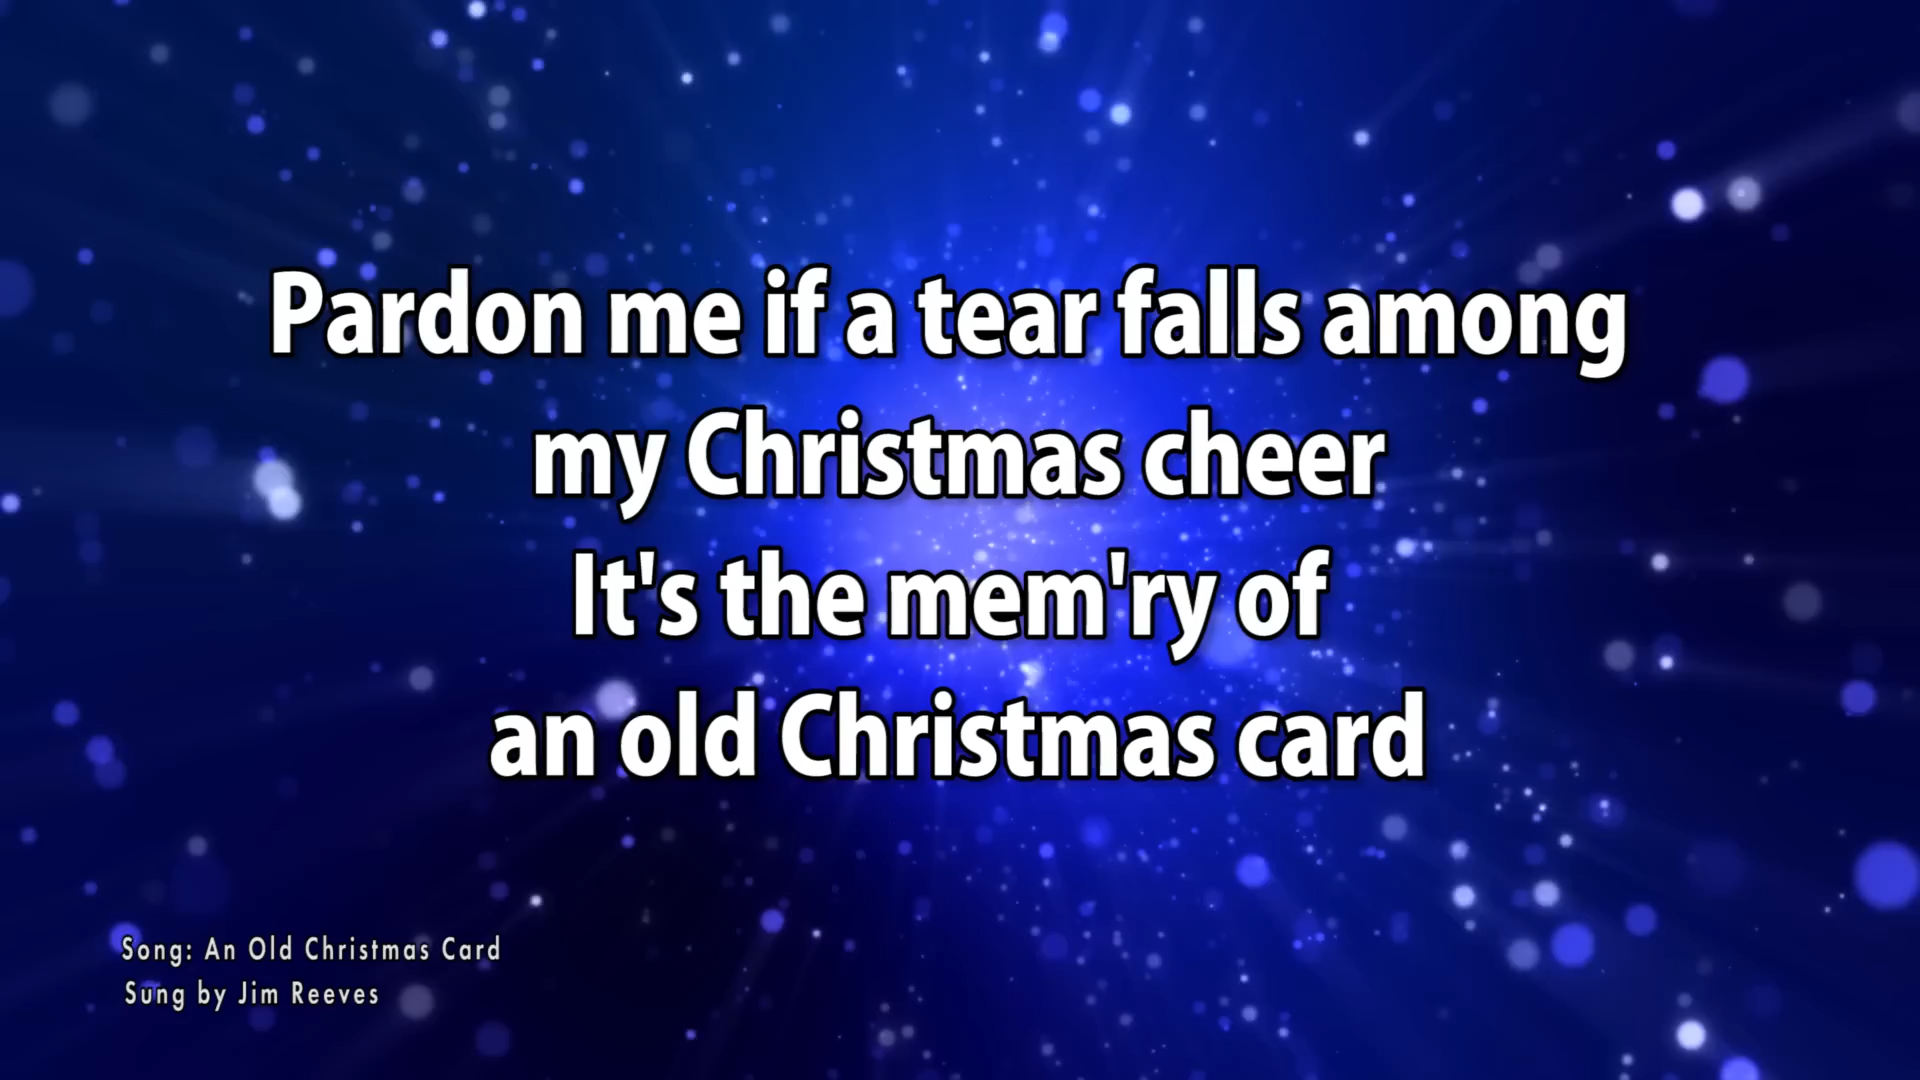 Pardon me if a tear falls among
my Christmas cheer
It's the mem'ry of
an old Christmas card
Song: An Old Christmas Card
Sung by Jim Reeves